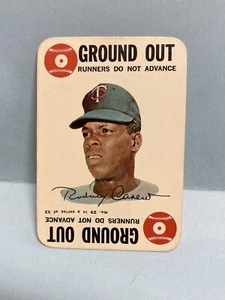 GROUND OUT
RUNNERS DO NOT ADVANCE
TC
Rodney Carew
No. 29 in a series of 33
RUNNERS DO NOT ADVANCE
GROUND OUT